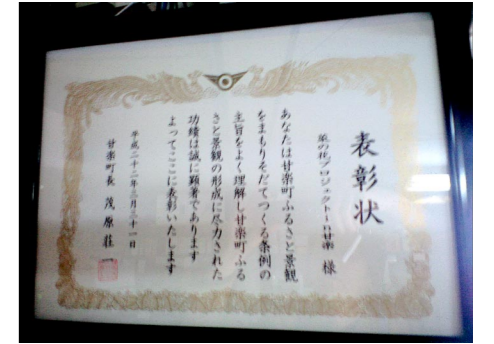 表彰状
菜の花プロジェクトin甘楽 様
あなたは甘楽町ふるさと景観
をまもりそだてつくる条例の
主旨をよく理解し甘楽町ふる
さと景観の形成に尽力された
功績は誠に顕著であります
よってここに表彰いたします
平成二十二年三月三十一日
甘楽町長 茂原荘一